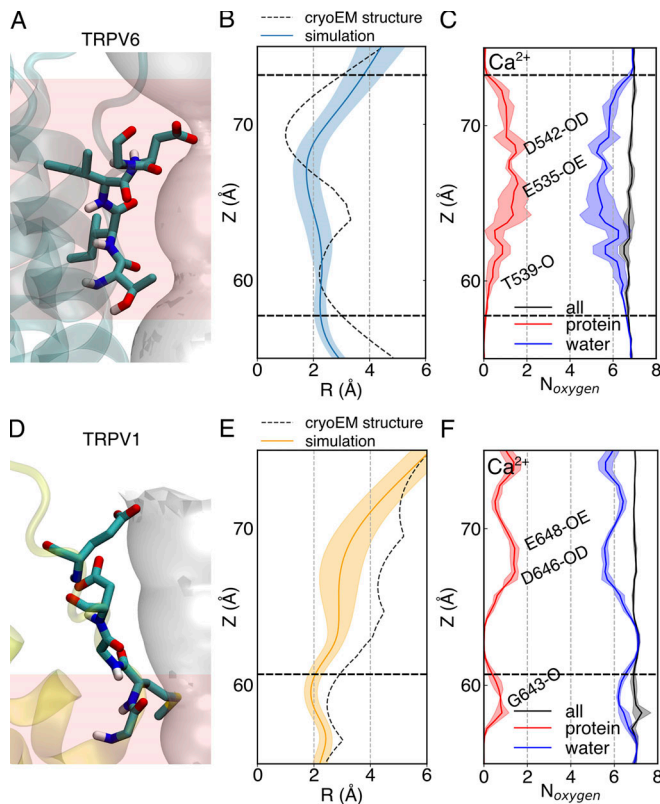 A
TRPV6
B
cryoEM structure
simulation
70
60
Z (Å)
0 2 4 6
R (Å)
C
Ca²⁺
70
60
Z (Å)
D542-OD
E535-OE
T539-O
all
protein
water
0 2 4 6 8
N_oxygen
D
TRPV1
E
cryoEM structure
simulation
70
60
Z (Å)
0 2 4 6
R (Å)
F
Ca²⁺
70
60
Z (Å)
E648-OE
D646-OD
G643-O
all
protein
water
0 2 4 6 8
N_oxygen